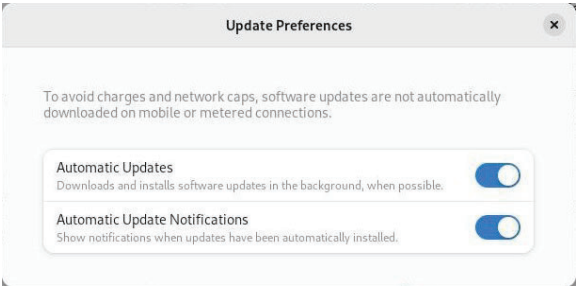 Update Preferences
To avoid charges and network caps, software updates are not automatically
downloaded on mobile or metered connections.
Automatic Updates
Downloads and installs software updates in the background, when possible.
Automatic Update Notifications
Show notifications when updates have been automatically installed.